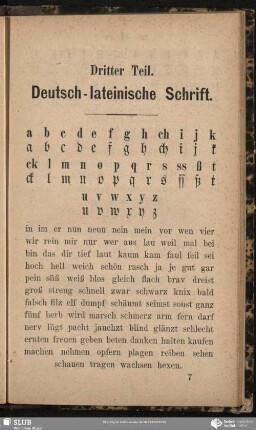 Dritter Teil.
Deutsch-lateinische Schrift.
a b c d e f g h ch i j k
a b c d e f g h ch i j k
ck l m n o p q r s ss ß t
ck l m n o p q r s ſſ ß t
u v w x y z
u v w x y z
in im er nun neun nein mein vor wen vier
wir rein mir nur wer aus lau weil mal bei
bin das dir tief laut kaum kam faul feil sei
hoch hell weich schön rasch ja je gut gar
pein süß weiß blos gleich flach brav dreist
groß streng schnell zwar schwarz knix bald
falsch filz elf dumpf schäumt seimst sonst ganz
fünf herb wird marsch schmerz arm fern darf
nerv lügt packt jauchzt blind glänzt schlecht
ernten freuen geben beten danken halten kaufen
machen nehmen opfern plagen reiben sehen
schauen tragen wachsen hexen.
7
SLUB